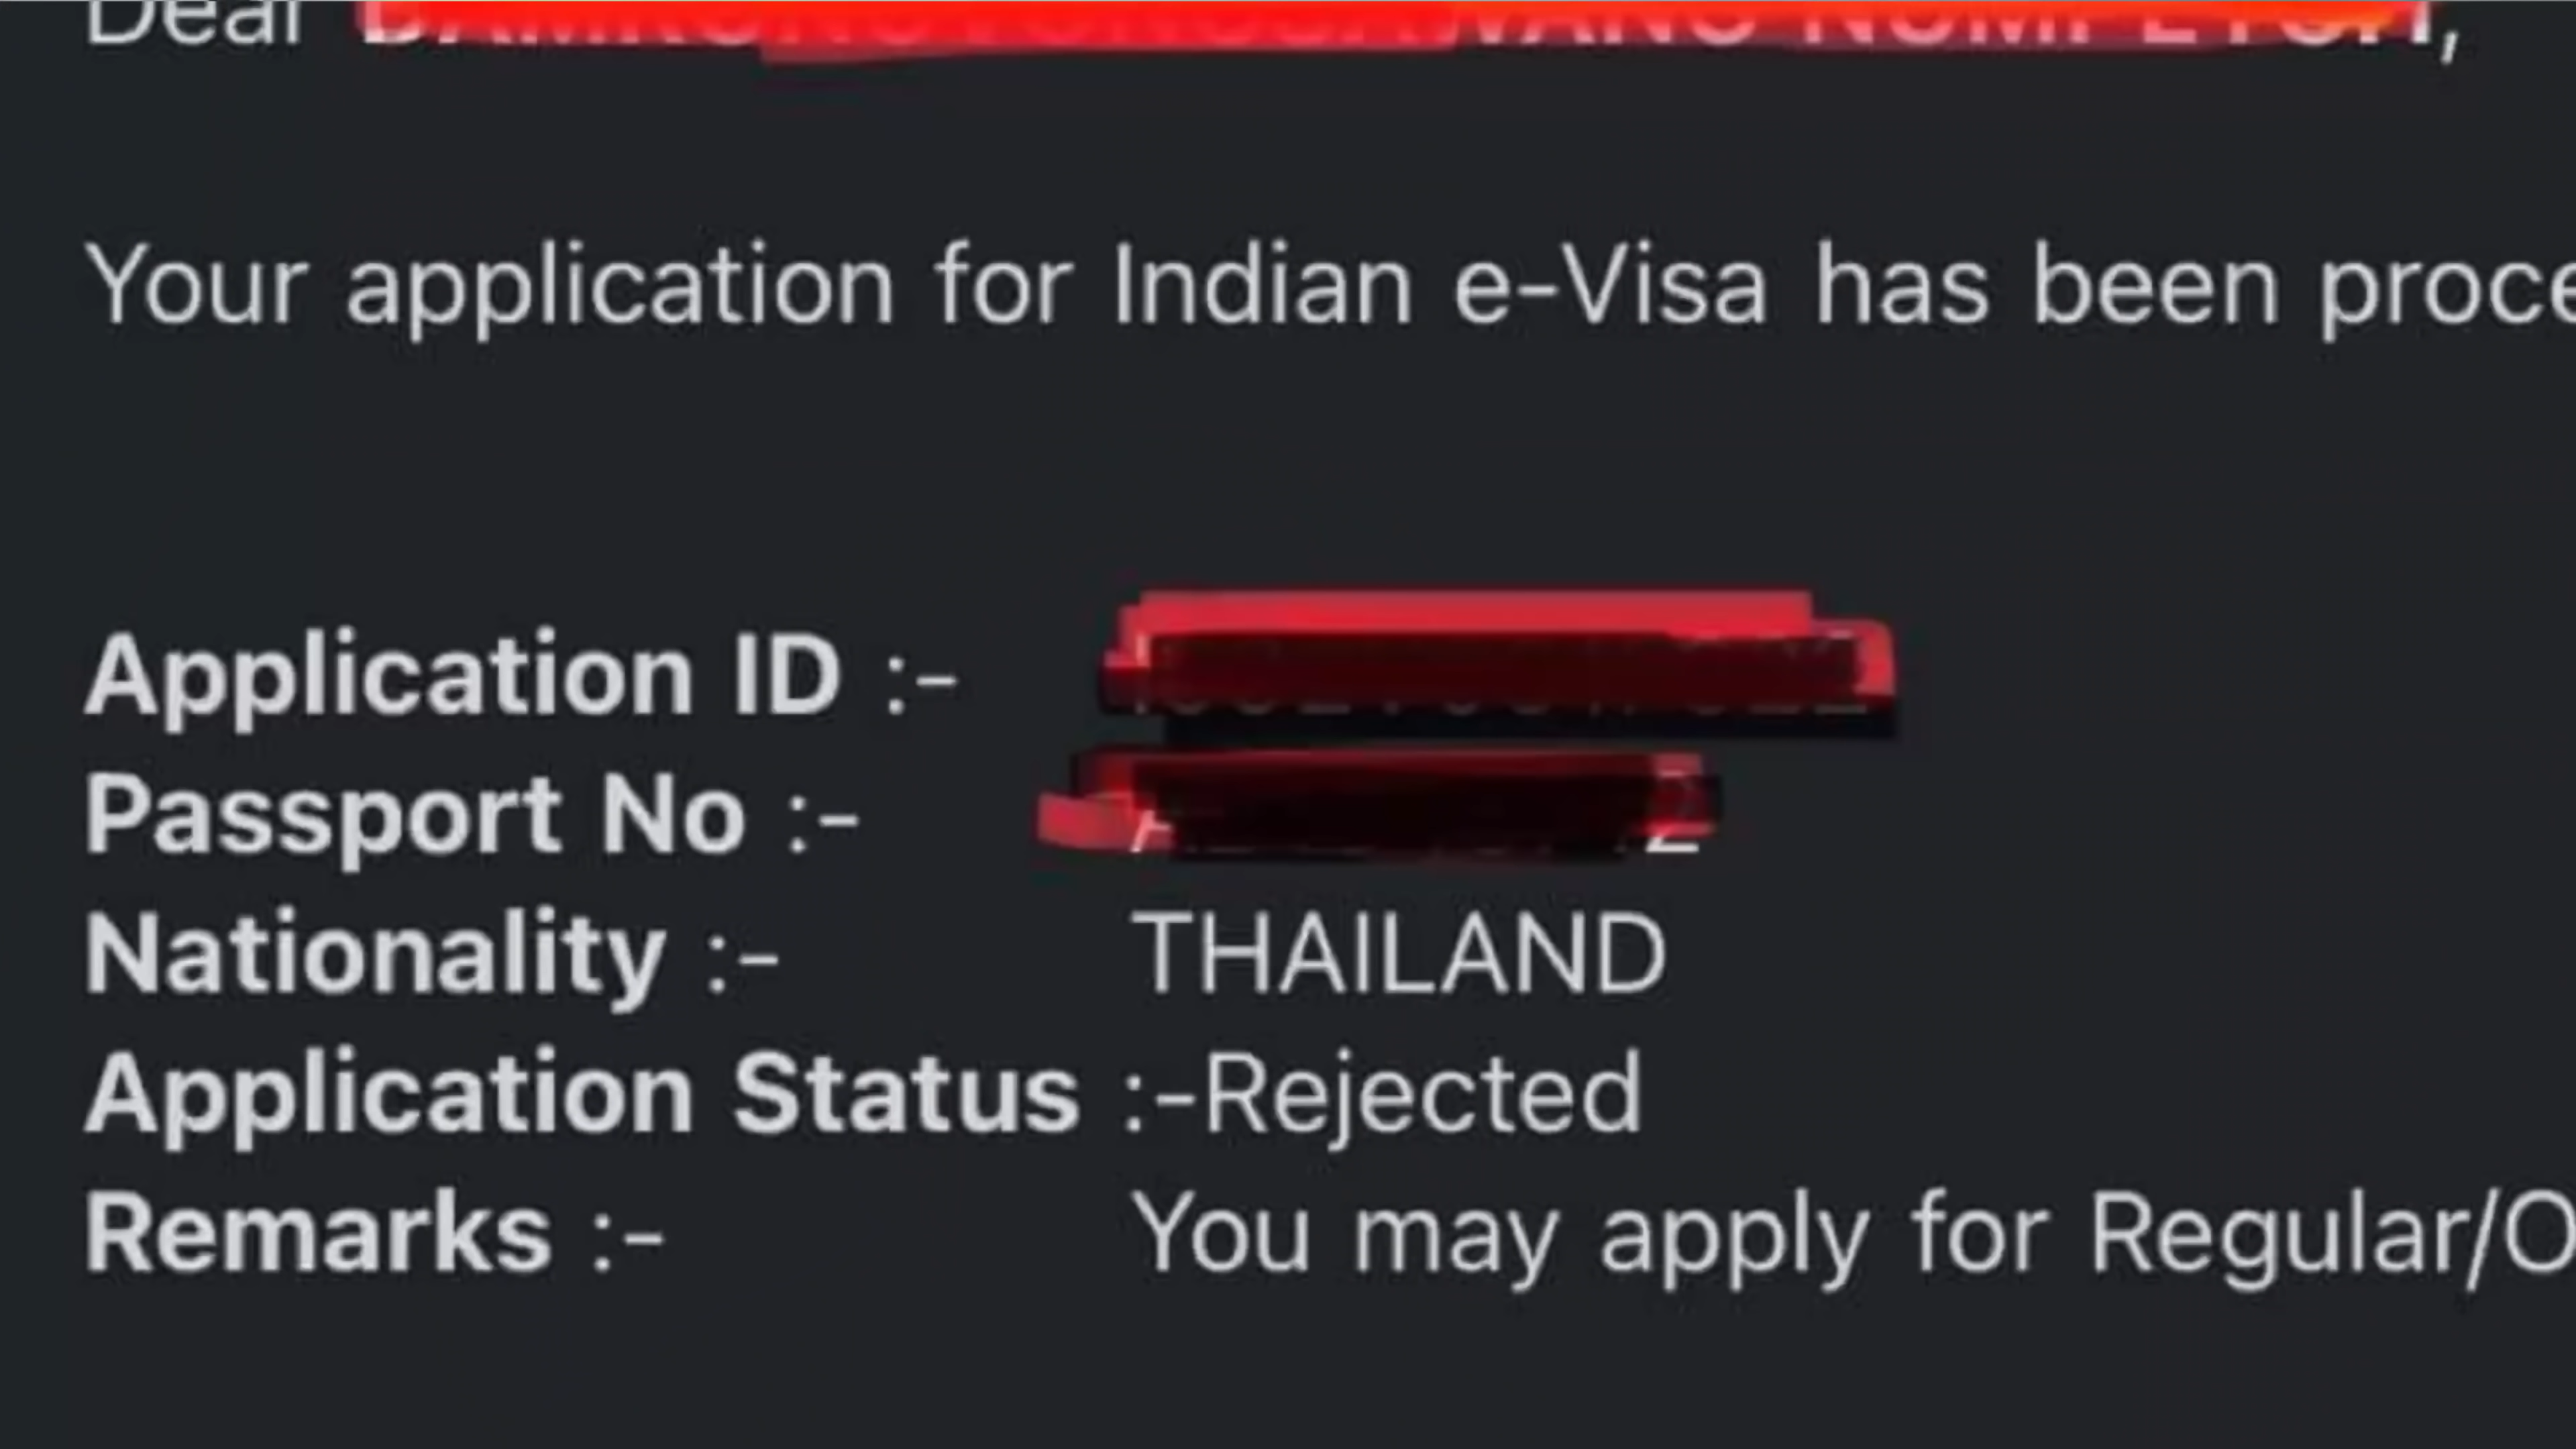 Dear
Your application for Indian e-Visa has been proce
Application ID :-
Passport No :-
Nationality :- THAILAND
Application Status :-Rejected
Remarks :- You may apply for Regular/O